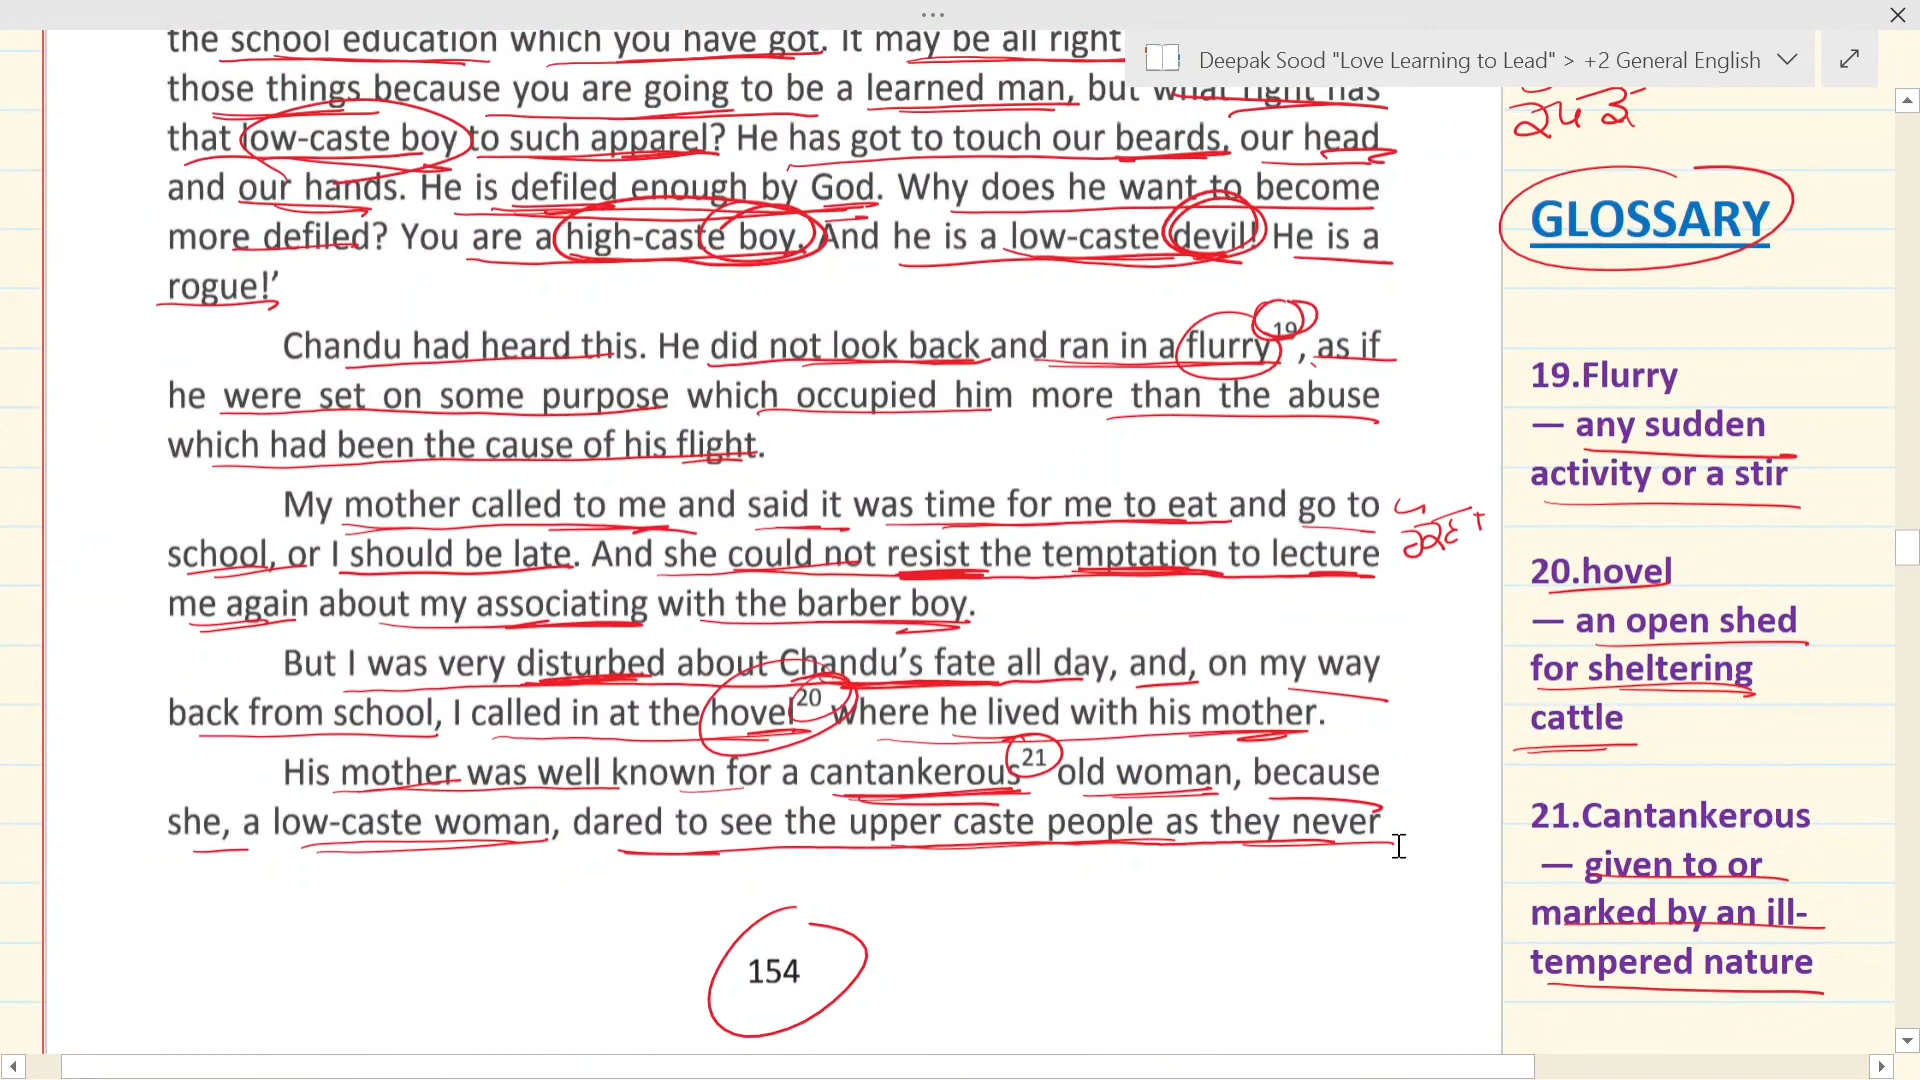 the school education which you have got. It may be all right
Deepak Sood "Love Learning to Lead" > +2 General English
those things because you are going to be a learned man, but what right has
that low-caste boy to such apparel? He has got to touch our beards, our head
and our hands. He is defiled enough by God. Why does he want to become
more defiled? You are a high-caste boy. And he is a low-caste devil! He is a
rogue!’
Chandu had heard this. He did not look back and ran in a flurry19, as if
he were set on some purpose which occupied him more than the abuse
which had been the cause of his flight.
My mother called to me and said it was time for me to eat and go to
school, or I should be late. And she could not resist the temptation to lecture
me again about my associating with the barber boy.
But I was very disturbed about Chandu’s fate all day, and, on my way
back from school, I called in at the hovel20 where he lived with his mother.
His mother was well known for a cantankerous21 old woman, because
she, a low-caste woman, dared to see the upper caste people as they never
154
GLOSSARY
19.Flurry
— any sudden
activity or a stir
20.hovel
— an open shed
for sheltering
cattle
21.Cantankerous
— given to or
marked by an ill-
tempered nature